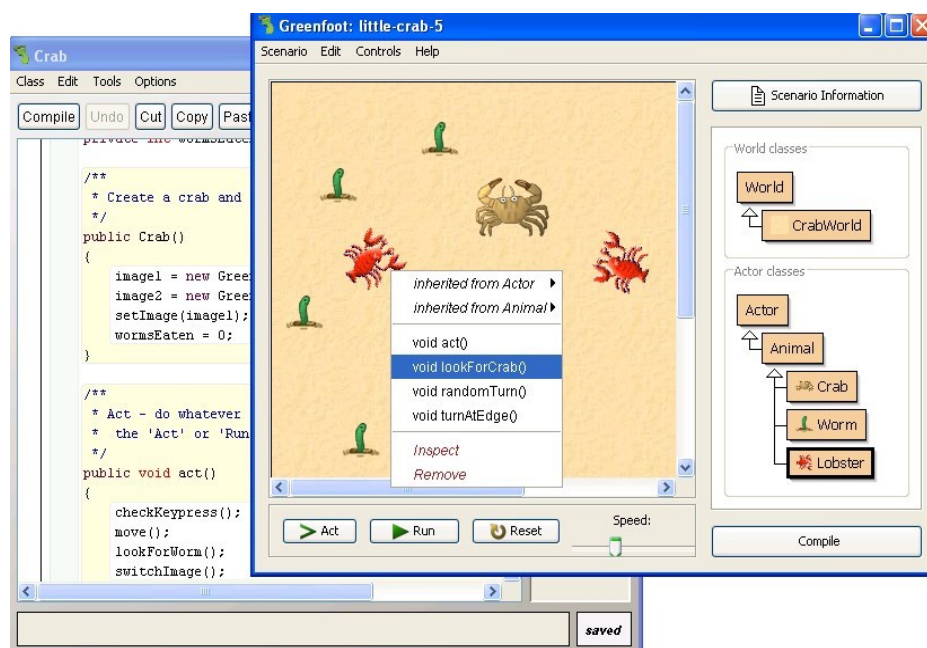 Crab
Class Edit Tools Options
Compile Undo Cut Copy
/**
* Create a crab and
*/
public Crab()
{
image1 = new
image2 = new
setImage(image1);
wormsEaten = 0;
}
/**
* Act - do whatever
* the 'Act' or 'Run
*/
public void act()
{
checkKeypress();
move();
lookForWorm();
switchImage();
saved
Greenfoot: little-crab-5
Scenario Edit Controls Help
inherited from Actor
inherited from Animal
void act()
void lookForCrab()
void randomTurn()
void turnAtEdge()
Inspect
Remove
Act
Run
Reset
Speed:
Scenario Information
World classes
World
CrabWorld
Actor classes
Actor
Animal
Crab
Worm
Lobster
Compile